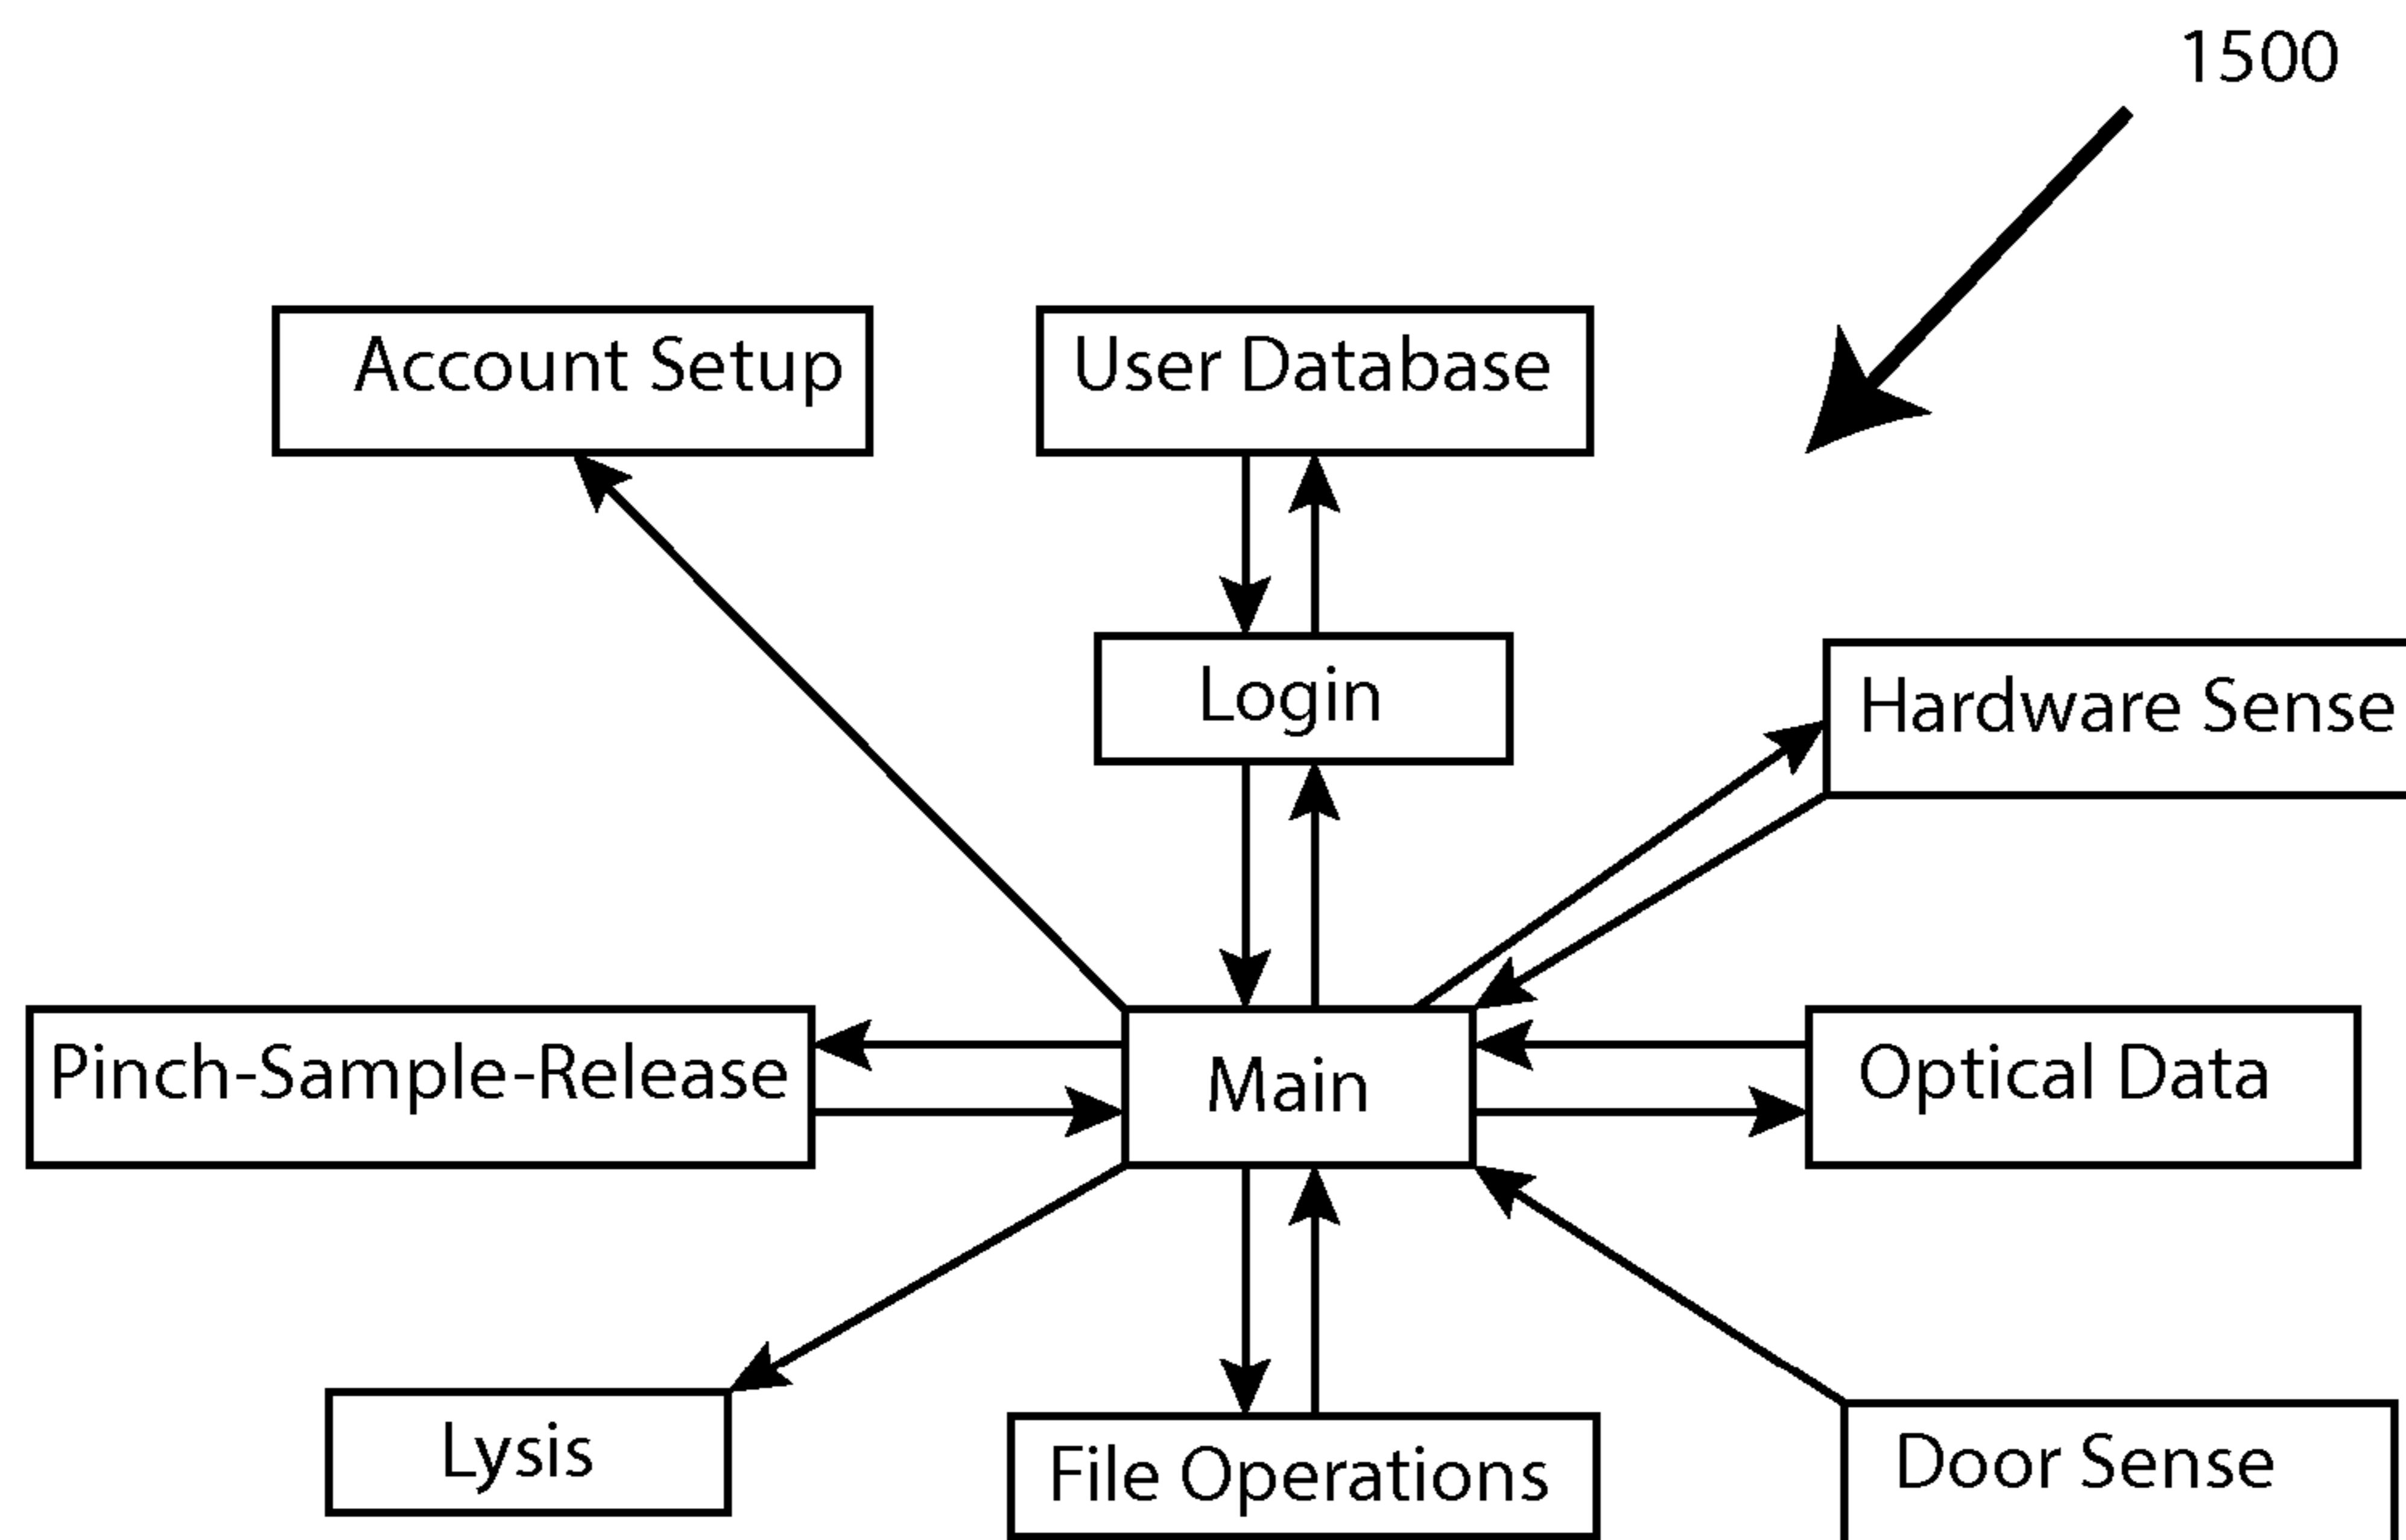 1500
Account Setup
User Database
Login
Hardware Sense
Pinch-Sample-Release
Main
Optical Data
Lysis
File Operations
Door Sense